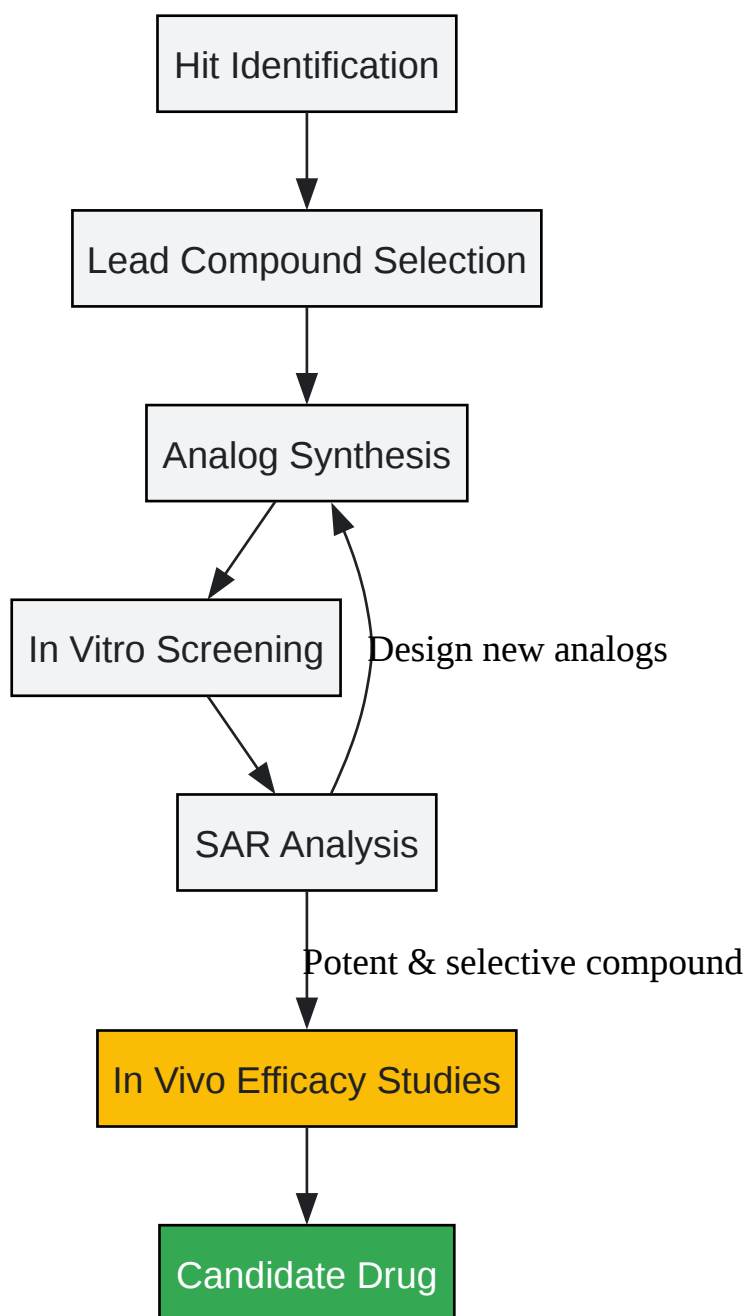 Hit Identification
Lead Compound Selection
Analog Synthesis
In Vitro Screening
Design new analogs
SAR Analysis
Potent & selective compound
In Vivo Efficacy Studies
Candidate Drug